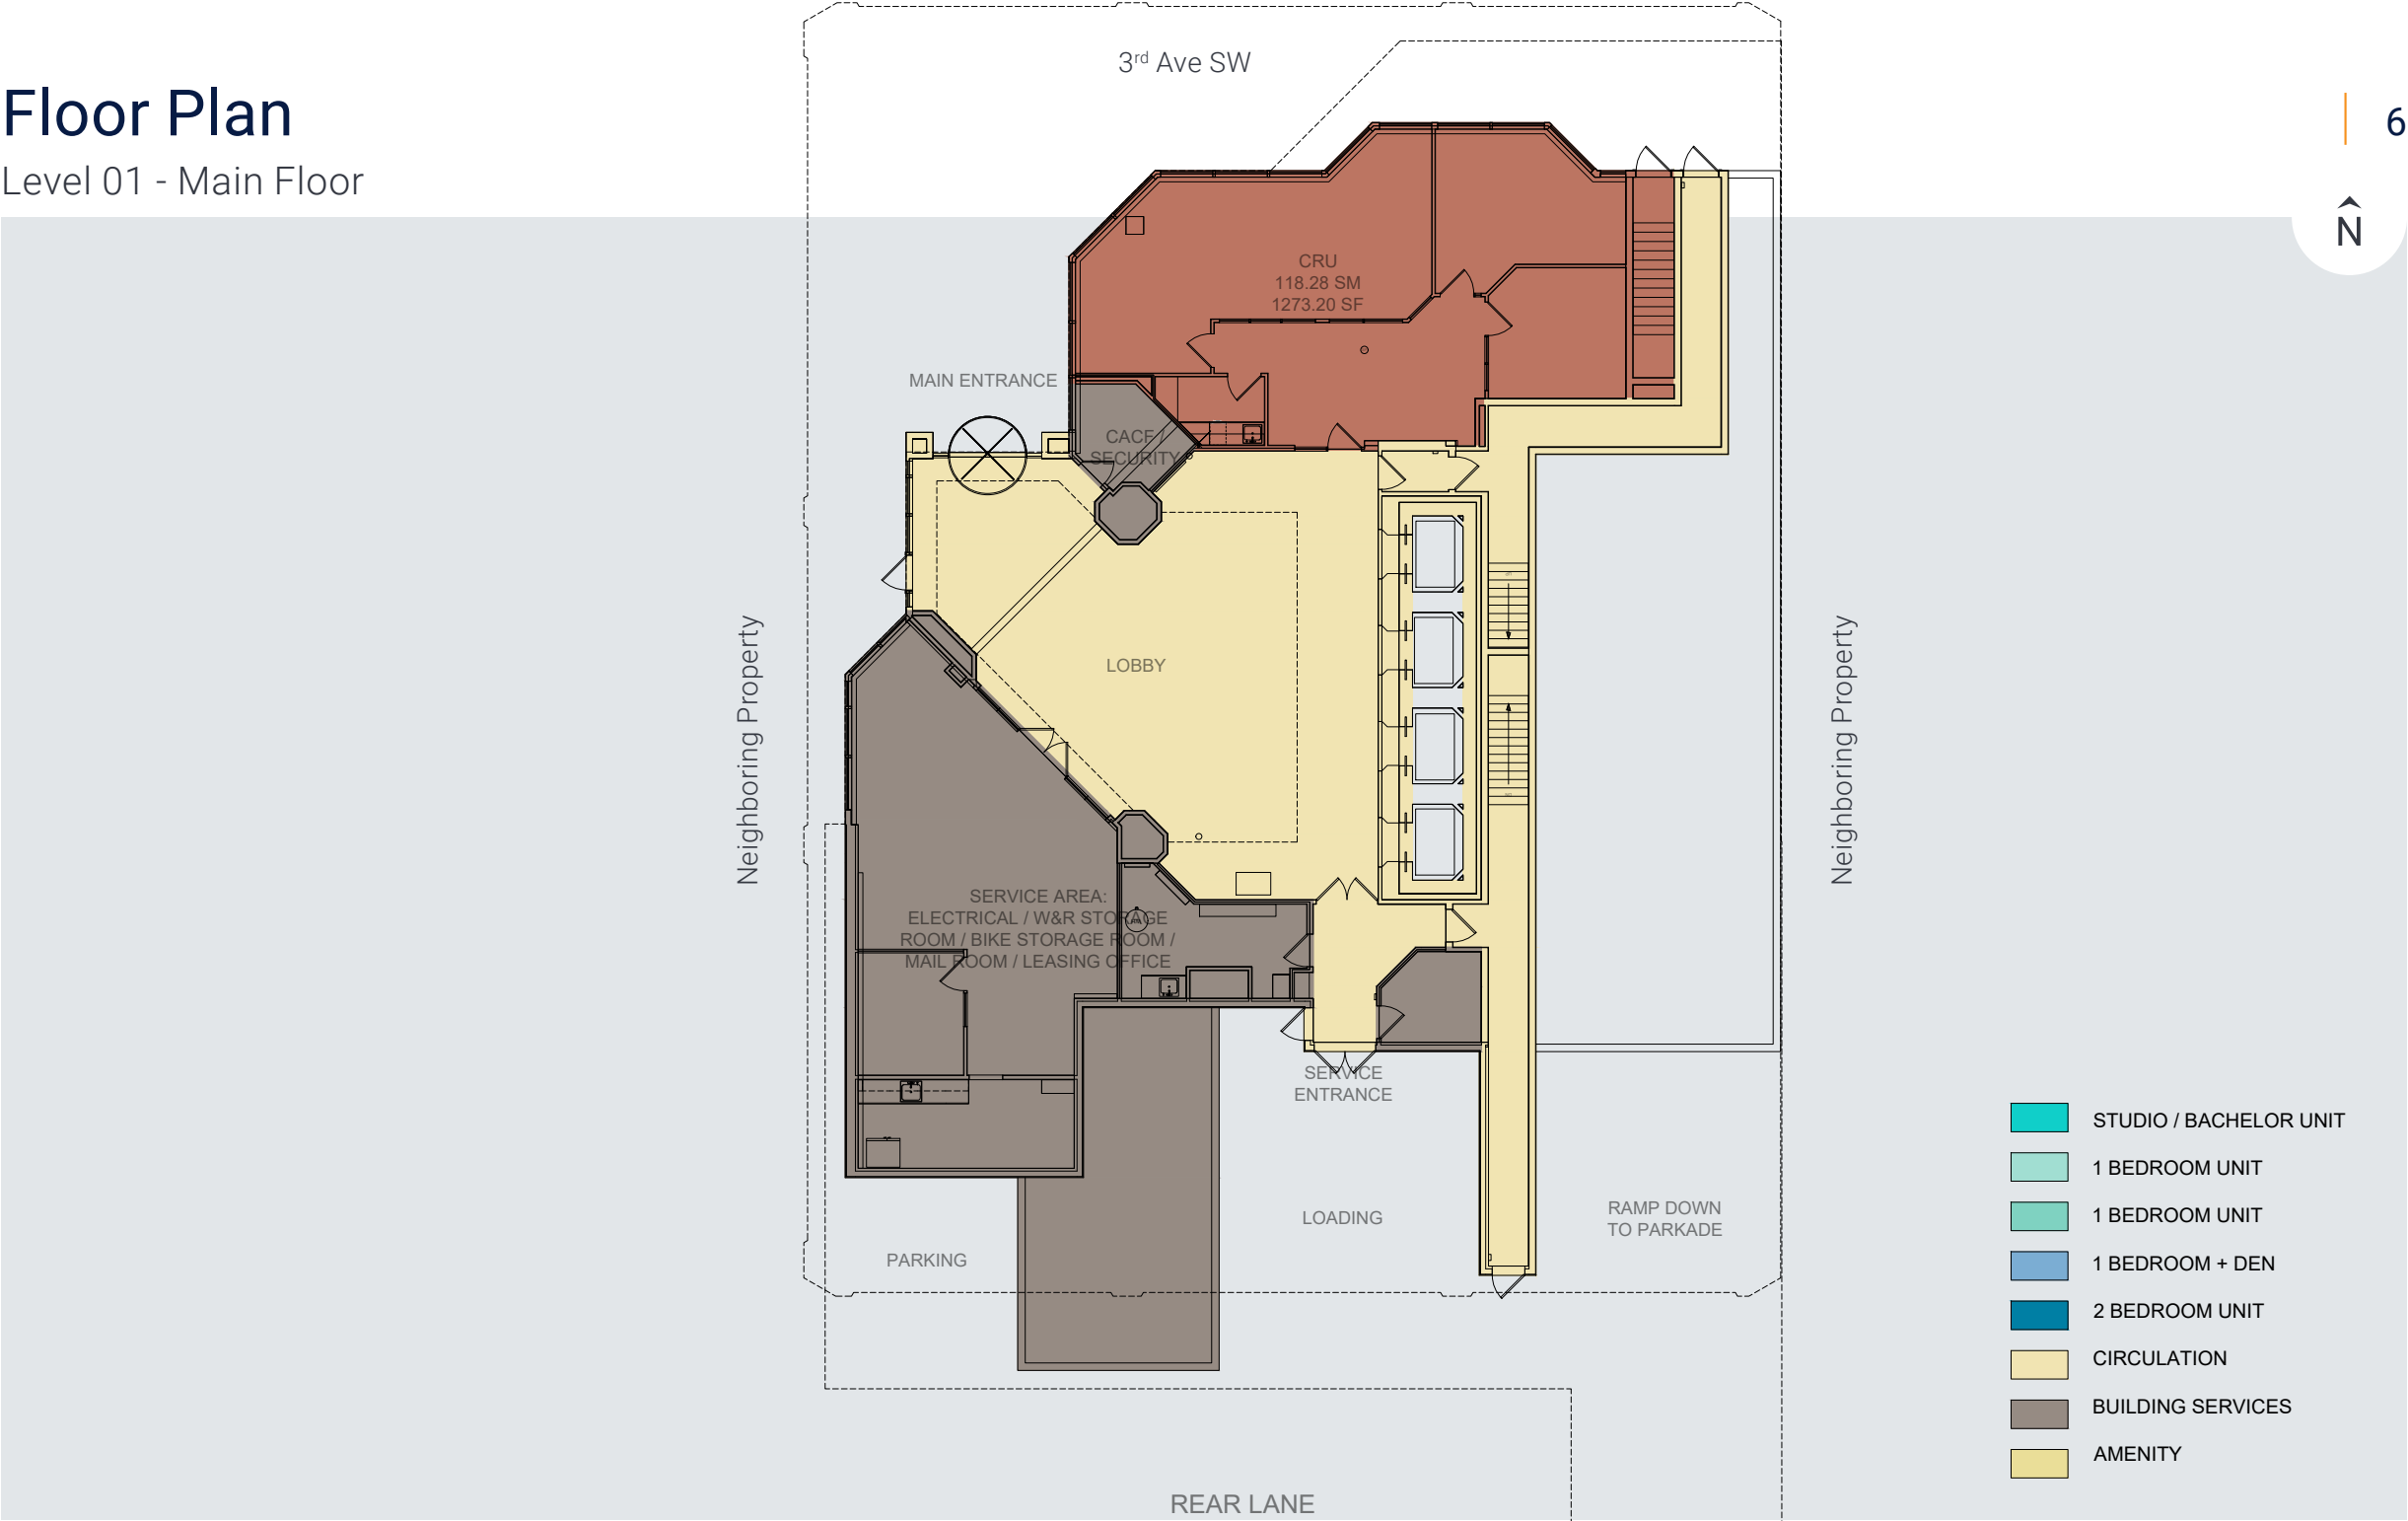 3rd Ave SW
Floor Plan
6
Level 01 - Main Floor
N
CRU
118.28 SM
1273.20 SF
MAIN ENTRANCE
CACF /
SECURITY
Neighboring Property
LOBBY
Neighboring Property
SERVICE AREA:
ELECTRICAL / W&R STORAGE
ROOM / BIKE STORAGE ROOM /
MAIL ROOM / LEASING OFFICE
SERVICE
ENTRANCE
LOADING
RAMP DOWN
TO PARKADE
PARKING
STUDIO / BACHELOR UNIT
1 BEDROOM UNIT
1 BEDROOM UNIT
1 BEDROOM + DEN
2 BEDROOM UNIT
CIRCULATION
BUILDING SERVICES
AMENITY
REAR LANE